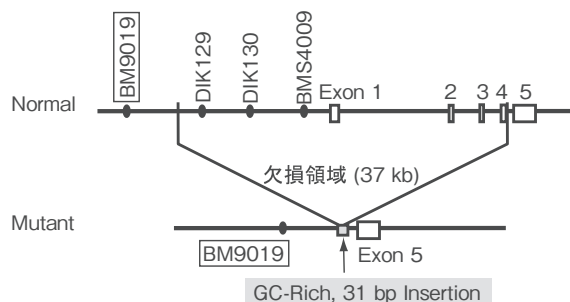 BM9019
DIK129
DIK130
BMS4009
Normal
Exon 1
2
3
4
5
欠損領域 (37 kb)
Mutant
BM9019
Exon 5
GC-Rich, 31 bp Insertion